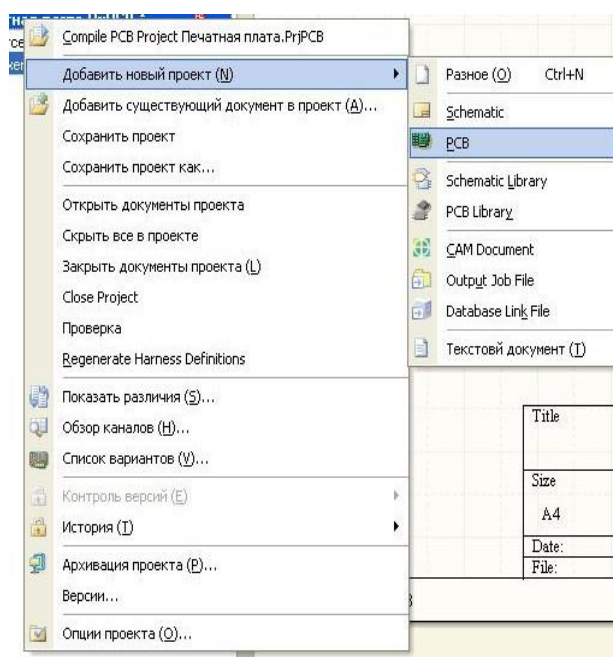 Compile PCB Project Печатная плата.PrjPCB
Добавить новый проект (N)
Добавить существующий документ в проект (A)...
Сохранить проект
Сохранить проект как...
Открыть документы проекта
Скрыть все в проекте
Закрыть документы проекта (L)
Close Project
Проверка
Regenerate Harness Definitions
Показать различия (S)...
Обзор каналов (H)...
Список вариантов (V)...
Контроль версий (E)
История (T)
Архивация проекта (P)...
Версии...
Опции проекта (O)...
Разное (O) Ctrl+N
Schematic
PCB
Schematic Library
PCB Library
CAM Document
Output Job File
Database Link File
Текстовй документ (T)
Title
Size
A4
Date:
File: